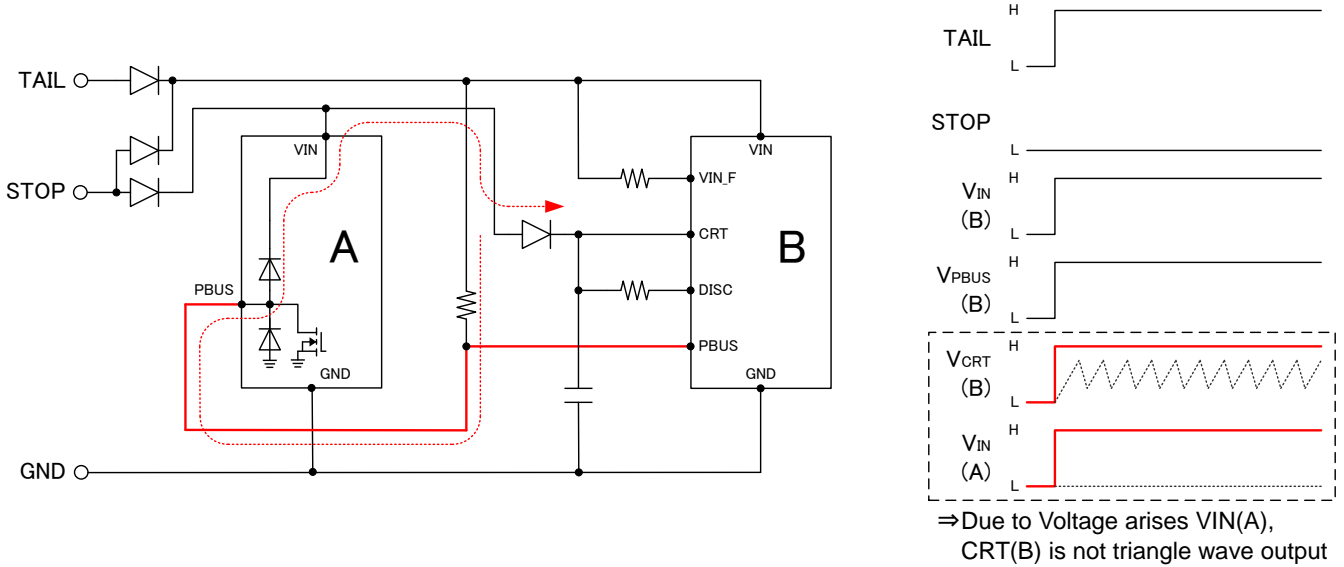 TAIL
STOP
GND
VIN
PBUS
GND
A
VIN
VIN_F
CRT
DISC
PBUS
GND
B
TAIL
H
L
STOP
L
VIN
(B)
H
L
VPBUS
(B)
H
L
VCRT
(B)
H
L
VIN
(A)
H
L
⇒Due to Voltage arises VIN(A),
CRT(B) is not triangle wave output